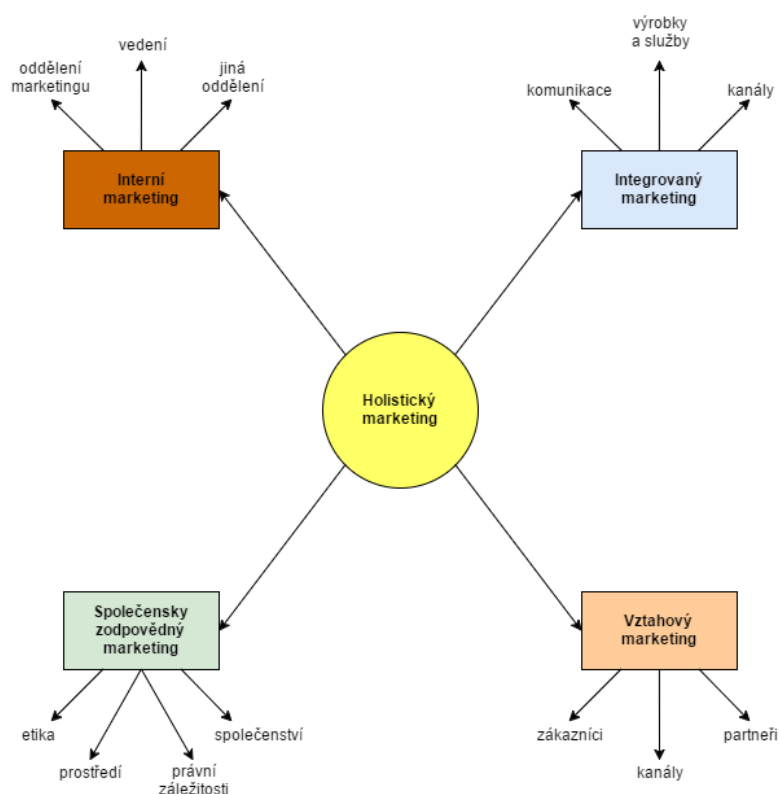 vedení
oddělení
marketingu
jiná
oddělení
Interní
marketing
výrobky
a služby
komunikace
kanály
Integrovaný
marketing
Holistický
marketing
Společensky
zodpovědný
marketing
etika
prostředí
právní
záležitosti
společenství
Vztahový
marketing
zákazníci
kanály
partneři